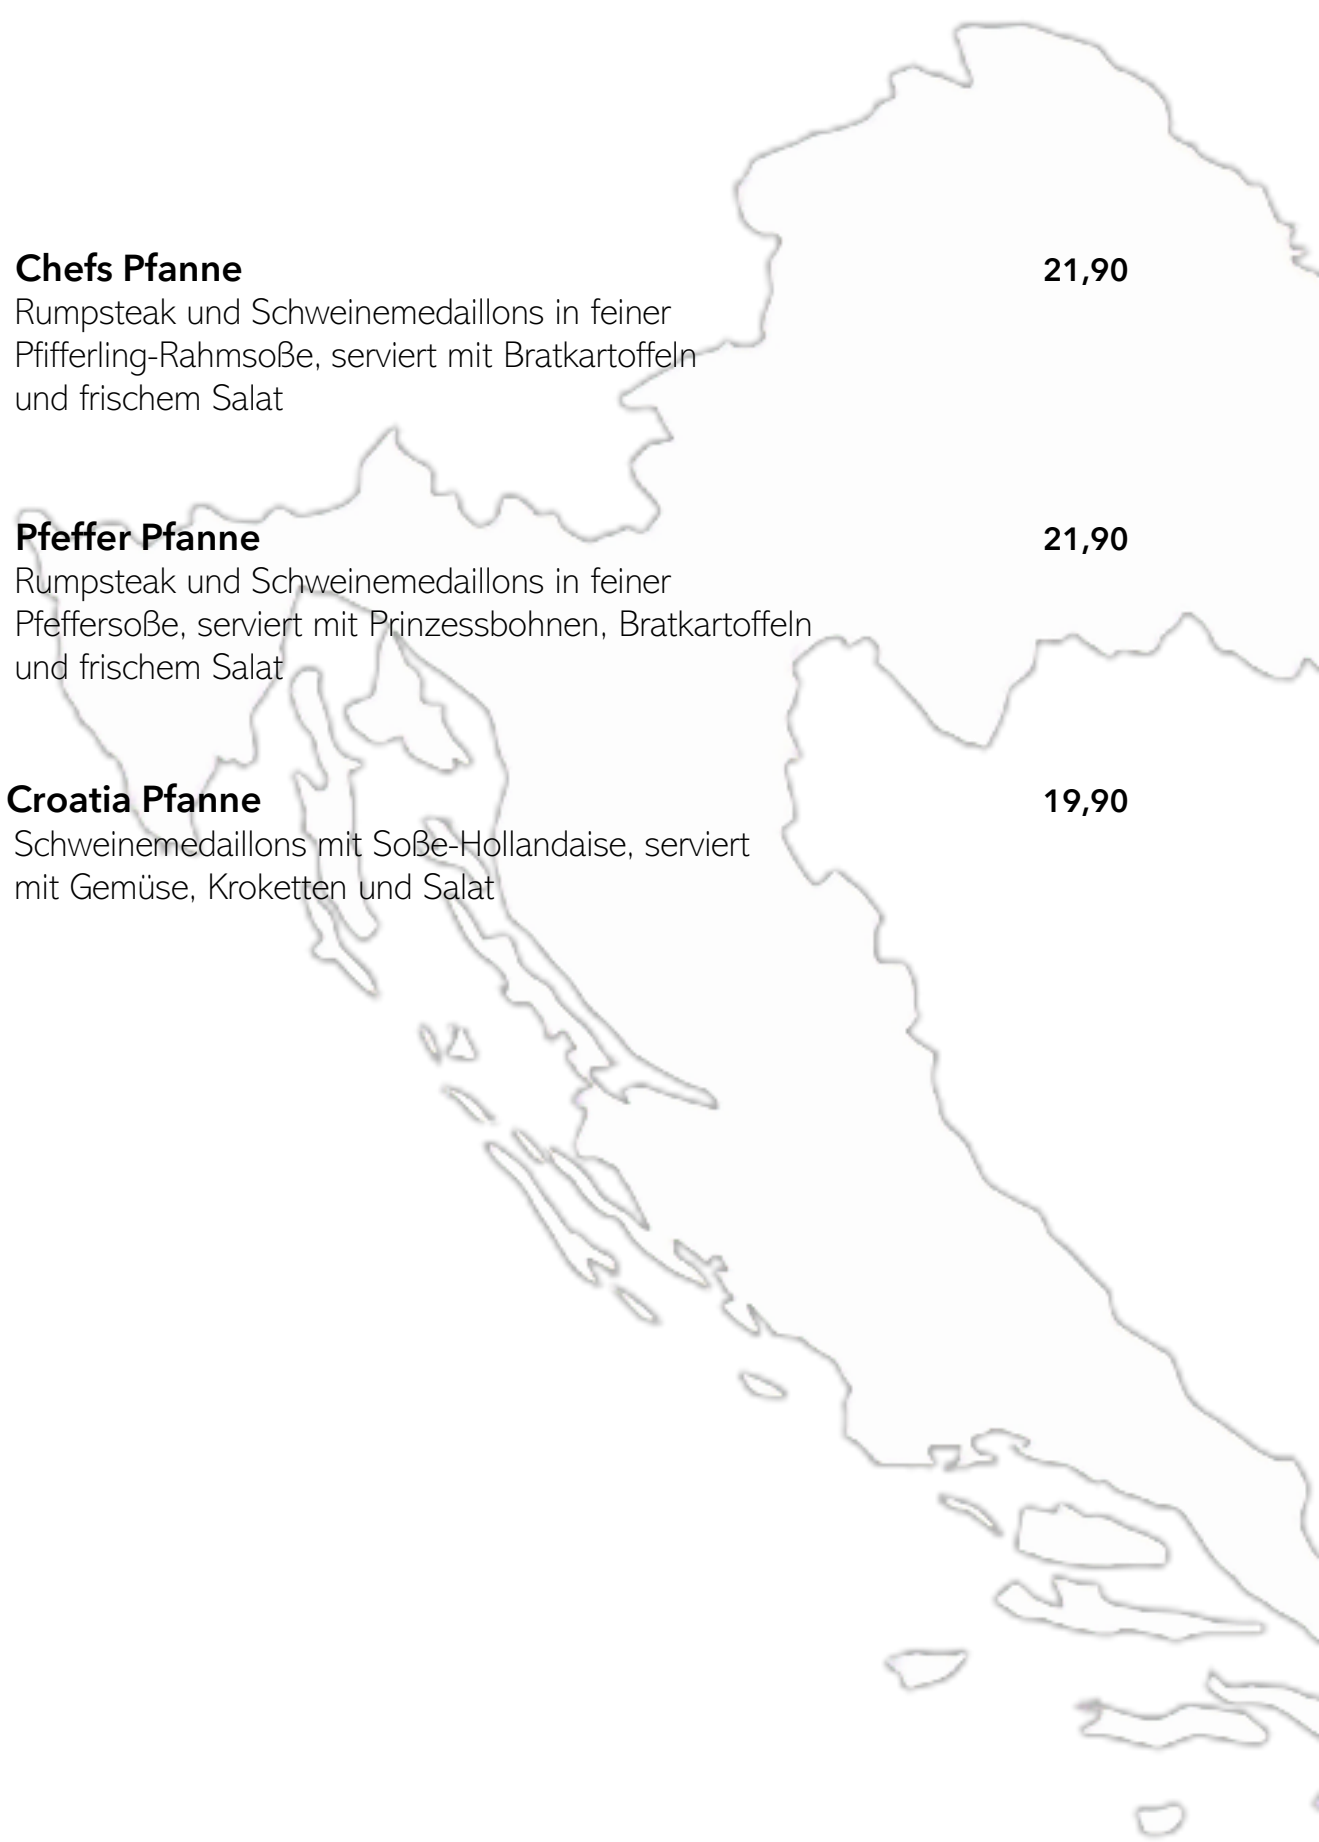 Chefs Pfanne 21,90
Rumpsteak und Schweinemedaillons in feiner
Pfifferling-Rahmsoße, serviert mit Bratkartoffeln
und frischem Salat
Pfeffer Pfanne 21,90
Rumpsteak und Schweinemedaillons in feiner
Pfeffersoße, serviert mit Prinzessbohnen, Bratkartoffeln
und frischem Salat
Croatia Pfanne 19,90
Schweinemedaillons mit Soße-Hollandaise, serviert
mit Gemüse, Kroketten und Salat